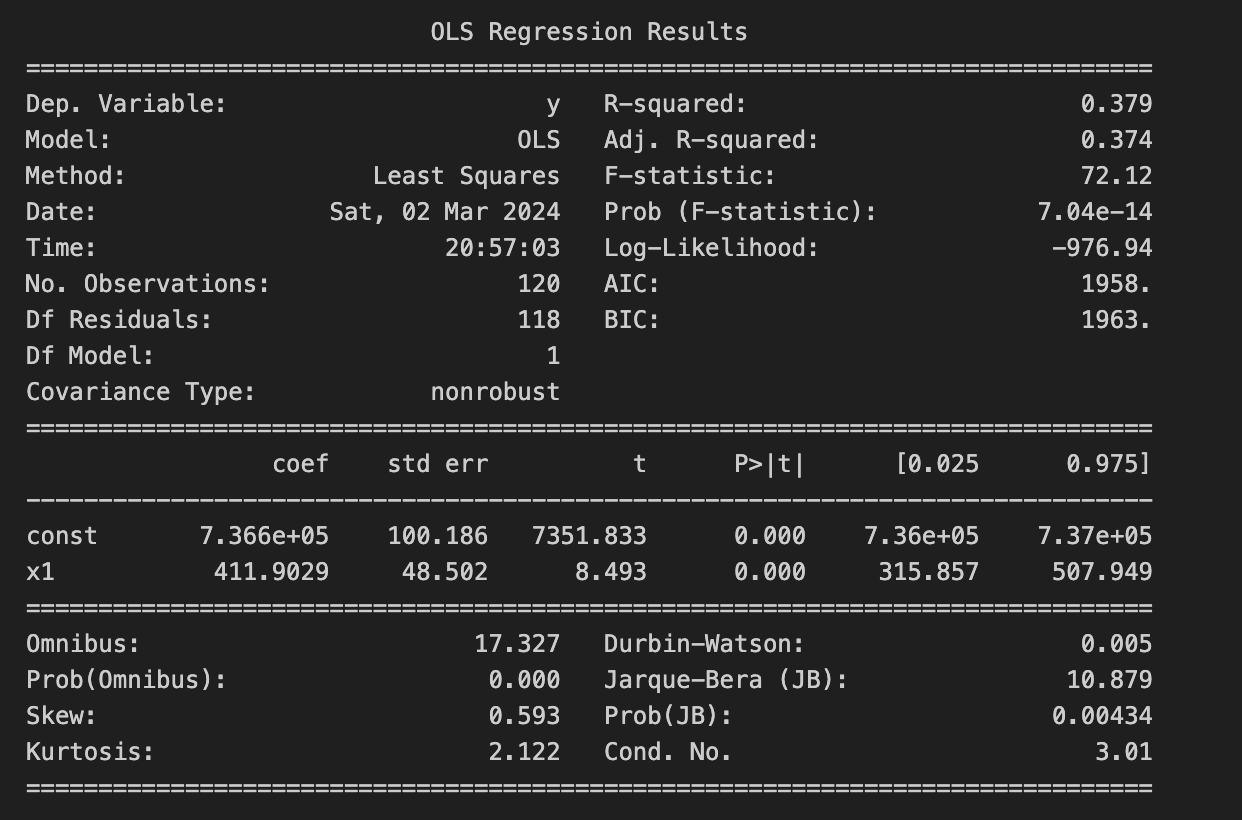 OLS Regression Results
==============================================================================
Dep. Variable:                      y   R-squared:                       0.379
Model:                            OLS   Adj. R-squared:                  0.374
Method:                 Least Squares   F-statistic:                     72.12
Date:                Sat, 02 Mar 2024   Prob (F-statistic):           7.04e-14
Time:                        20:57:03   Log-Likelihood:                -976.94
No. Observations:                 120   AIC:                             1958.
Df Residuals:                     118   BIC:                             1963.
Df Model:                           1
Covariance Type:            nonrobust
==============================================================================
                 coef    std err          t      P>|t|      [0.025      0.975]
------------------------------------------------------------------------------
const       7.366e+05    100.186   7351.833      0.000    7.36e+05    7.37e+05
x1           411.9029     48.502      8.493      0.000     315.857     507.949
==============================================================================
Omnibus:                       17.327   Durbin-Watson:                   0.005
Prob(Omnibus):                  0.000   Jarque-Bera (JB):               10.879
Skew:                           0.593   Prob(JB):                      0.00434
Kurtosis:                       2.122   Cond. No.                         3.01
==============================================================================